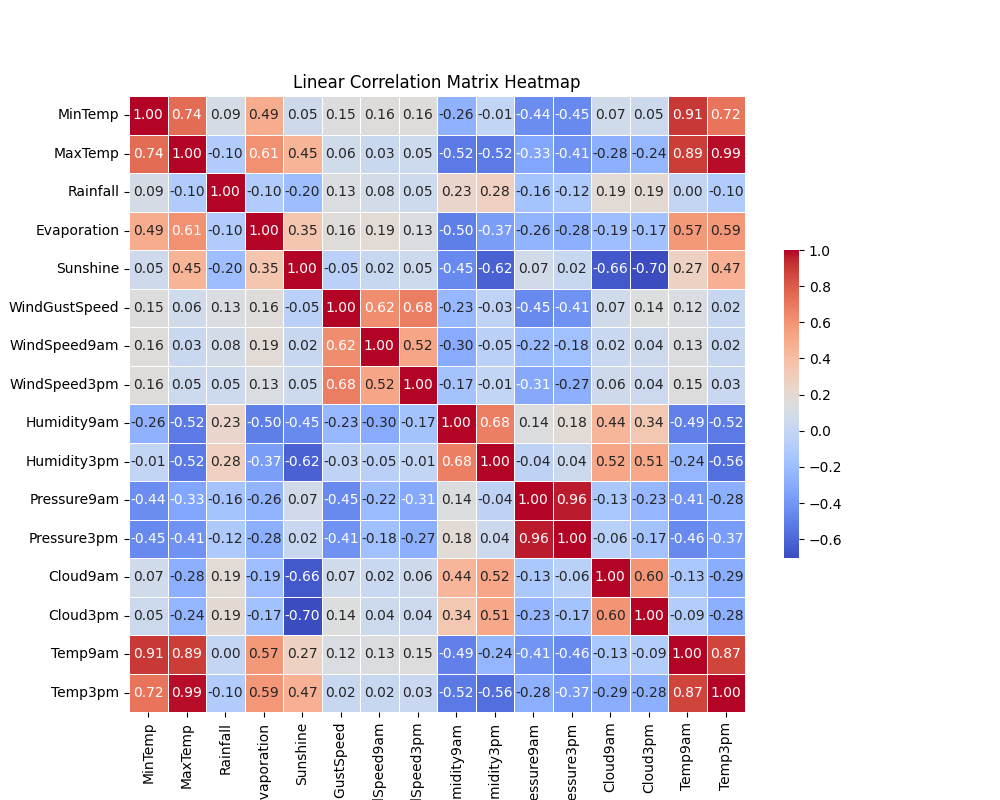 Linear Correlation Matrix Heatmap
MinTemp 1.00 0.74 0.09 0.49 0.05 0.15 0.16 0.16 -0.26 -0.01 -0.44 -0.45 0.07 0.05 0.91 0.72
MaxTemp 0.74 1.00 -0.10 0.61 0.45 0.06 0.03 0.05 -0.52 -0.52 -0.33 -0.41 -0.28 -0.24 0.89 0.99
Rainfall 0.09 -0.10 1.00 -0.10 -0.20 0.13 0.08 0.05 0.23 0.28 -0.16 -0.12 0.19 0.19 0.00 -0.10
Evaporation 0.49 0.61 -0.10 1.00 0.35 0.16 0.19 0.13 -0.50 -0.37 -0.26 -0.28 -0.19 -0.17 0.57 0.59
Sunshine 0.05 0.45 -0.20 0.35 1.00 -0.05 0.02 0.05 -0.45 -0.62 0.07 0.02 -0.66 -0.70 0.27 0.47
WindGustSpeed 0.15 0.06 0.13 0.16 -0.05 1.00 0.62 0.68 -0.23 -0.03 -0.45 -0.41 0.07 0.14 0.12 0.02
WindSpeed9am 0.16 0.03 0.08 0.19 0.02 0.62 1.00 0.52 -0.30 -0.05 -0.22 -0.18 0.02 0.04 0.13 0.02
WindSpeed3pm 0.16 0.05 0.05 0.13 0.05 0.68 0.52 1.00 -0.17 -0.01 -0.31 -0.27 0.06 0.04 0.15 0.03
Humidity9am -0.26 -0.52 0.23 -0.50 -0.45 -0.23 -0.30 -0.17 1.00 0.68 0.14 0.18 0.44 0.34 -0.49 -0.52
Humidity3pm -0.01 -0.52 0.28 -0.37 -0.62 -0.03 -0.05 -0.01 0.68 1.00 -0.04 0.04 0.52 0.51 -0.24 -0.56
Pressure9am -0.44 -0.33 -0.16 -0.26 0.07 -0.45 -0.22 -0.31 0.14 -0.04 1.00 0.96 -0.13 -0.23 -0.41 -0.28
Pressure3pm -0.45 -0.41 -0.12 -0.28 0.02 -0.41 -0.18 -0.27 0.18 0.04 0.96 1.00 -0.06 -0.17 -0.46 -0.37
Cloud9am 0.07 -0.28 0.19 -0.19 -0.66 0.07 0.02 0.06 0.44 0.52 -0.13 -0.06 1.00 0.60 -0.13 -0.29
Cloud3pm 0.05 -0.24 0.19 -0.17 -0.70 0.14 0.04 0.04 0.34 0.51 -0.23 -0.17 0.60 1.00 -0.09 -0.28
Temp9am 0.91 0.89 0.00 0.57 0.27 0.12 0.13 0.15 -0.49 -0.24 -0.41 -0.46 -0.13 -0.09 1.00 0.87
Temp3pm 0.72 0.99 -0.10 0.59 0.47 0.02 0.02 0.03 -0.52 -0.56 -0.28 -0.37 -0.29 -0.28 0.87 1.00
MinTemp
MaxTemp
Rainfall
vaporation
Sunshine
GustSpeed
dSpeed9am
dSpeed3pm
midity9am
midity3pm
essure9am
essure3pm
Cloud9am
Cloud3pm
Temp9am
Temp3pm
1.0
0.8
0.6
0.4
0.2
0.0
−0.2
−0.4
−0.6